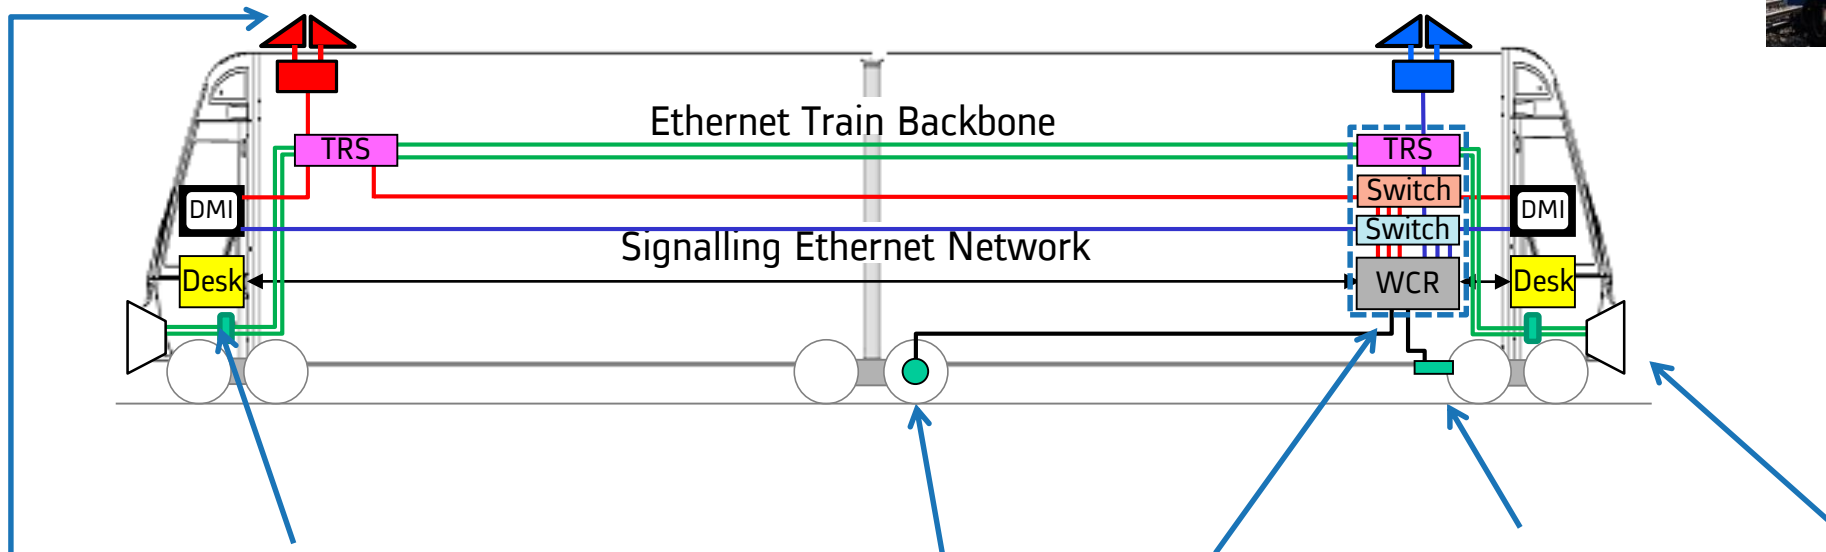 Ethernet Train Backbone
TRS
TRS
Switch
DMI
DMI
Switch
Signalling Ethernet Network
Desk
WCR
Desk